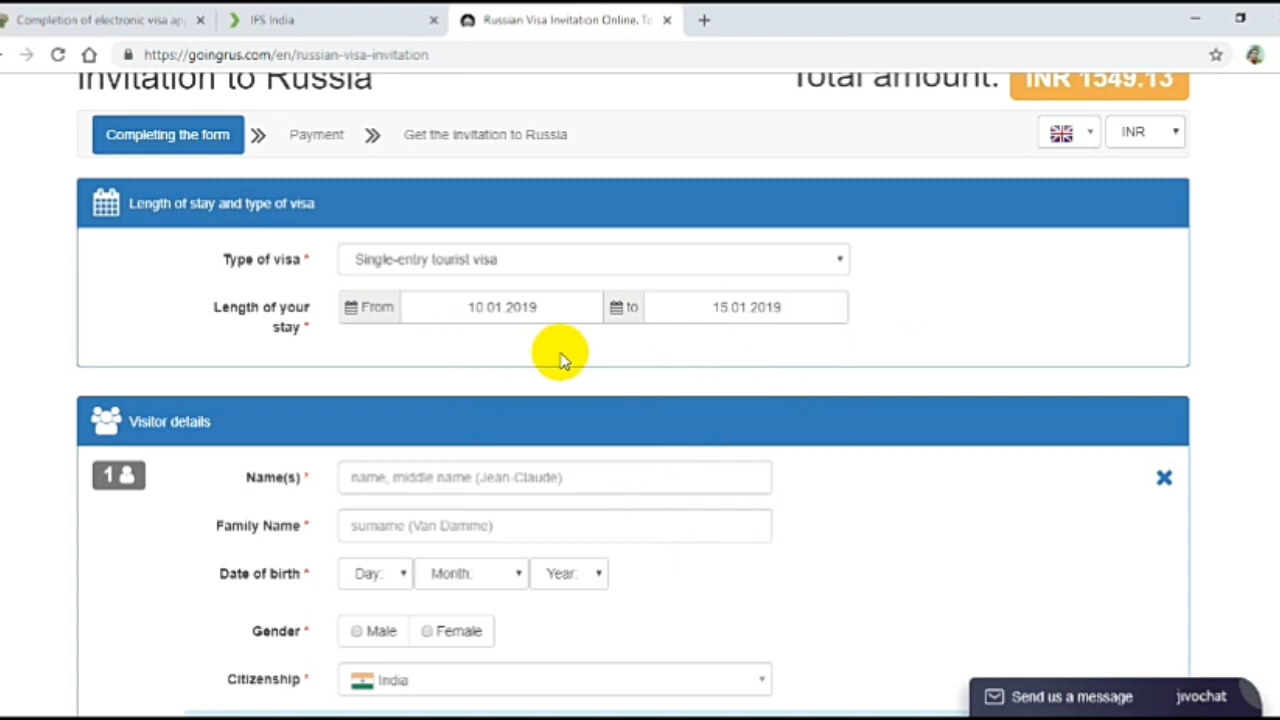 Completion of electronic visa ap
IFS India
Russian Visa Invitation Online, To
https://goingrus.com/en/russian-visa-invitation
Invitation to Russia
Total amount: INR 1549.13
Completing the form
Payment
Get the invitation to Russia
INR
Length of stay and type of visa
Type of visa *
Single-entry tourist visa
Length of your
stay *
From
10.01.2019
to
15.01.2019
Visitor details
1
Name(s) *
name, middle name (Jean-Claude)
Family Name *
surname (Van Damme)
Date of birth *
Day:
Month:
Year:
Gender *
Male
Female
Citizenship *
India
Send us a message
jivochat